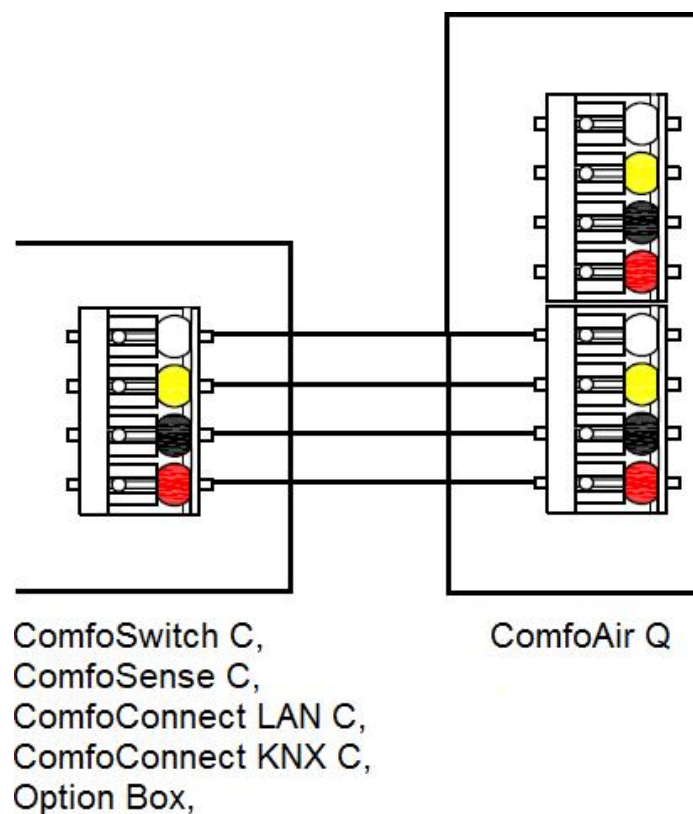 ComfoSwitch C,
ComfoSense C,
ComfoConnect LAN C,
ComfoConnect KNX C,
Option Box,
ComfoAir Q